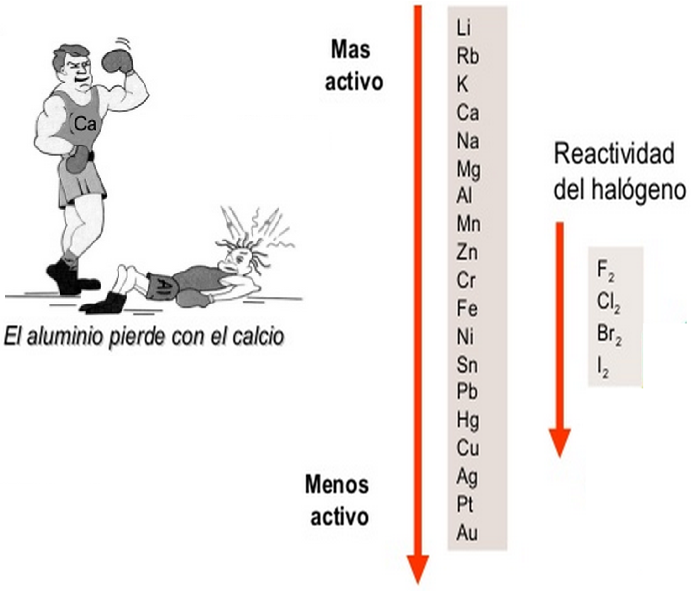 Ca
Al
El aluminio pierde con el calcio
Mas
activo
Menos
activo
Li
Rb
K
Ca
Na
Mg
Al
Mn
Zn
Cr
Fe
Ni
Sn
Pb
Hg
Cu
Ag
Pt
Au
Reactividad
del halógeno
F₂
Cl₂
Br₂
I₂